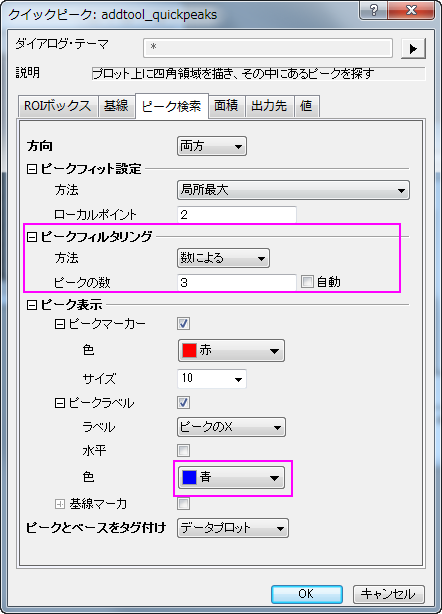 クイックピーク: addtool_quickpeaks
ダイアログ・テーマ *
説明 プロット上に四角領域を描き、その中にあるピークを探す
ROIボックス 基線 ピーク検索 面積 出力先 値
方向 両方
ピークフィット設定
方法 局所最大
ローカルポイント 2
ピークフィルタリング
方法 数による
ピークの数 3 自動
ピーク表示
ピークマーカー
色 赤
サイズ 10
ピークラベル
ラベル ピークのX
水平
色 青
基線マーカ
ピークとベースをタグ付け データプロット
OK キャンセル